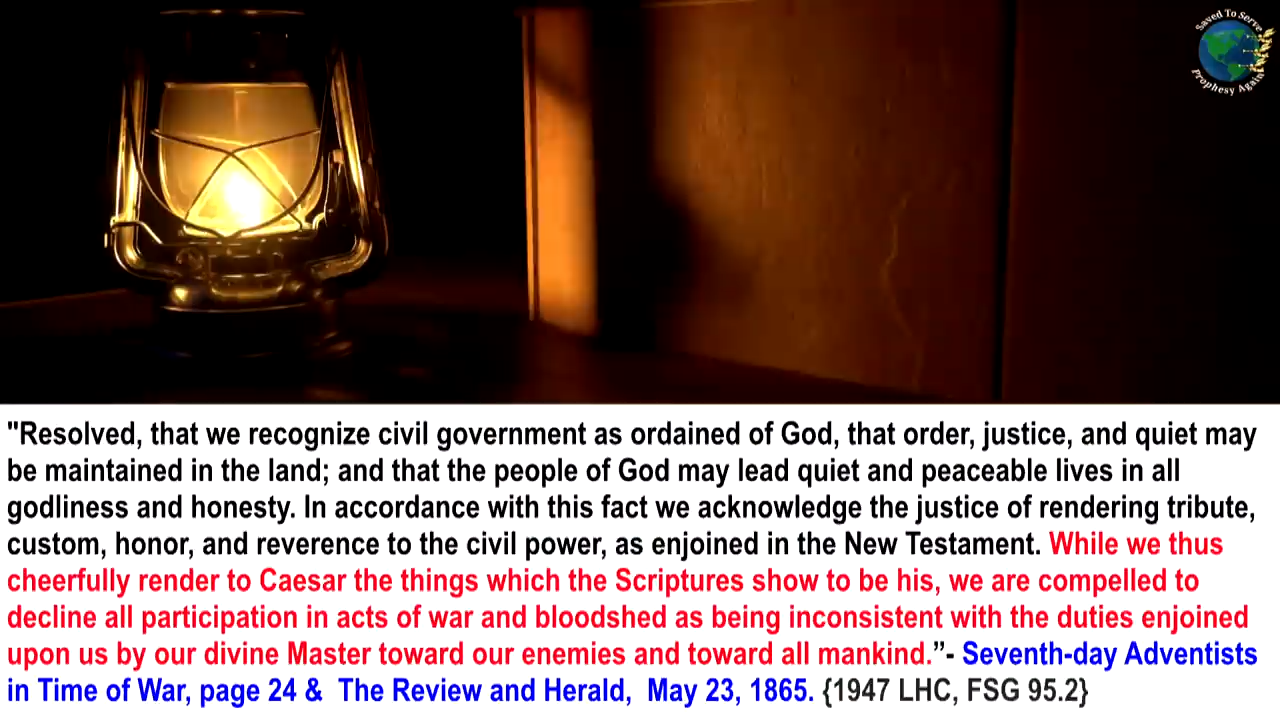 Saved To Serve
Prophesy Again
"Resolved, that we recognize civil government as ordained of God, that order, justice, and quiet may
be maintained in the land; and that the people of God may lead quiet and peaceable lives in all
godliness and honesty. In accordance with this fact we acknowledge the justice of rendering tribute,
custom, honor, and reverence to the civil power, as enjoined in the New Testament. While we thus
cheerfully render to Caesar the things which the Scriptures show to be his, we are compelled to
decline all participation in acts of war and bloodshed as being inconsistent with the duties enjoined
upon us by our divine Master toward our enemies and toward all mankind.”- Seventh-day Adventists
in Time of War, page 24 &  The Review and Herald,  May 23, 1865. {1947 LHC, FSG 95.2}